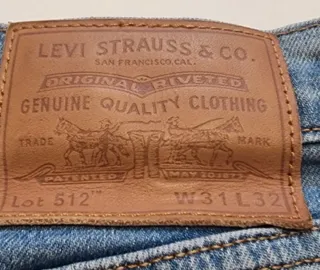 LEVI STRAUSS & CO.
SAN FRANCISCO, CAL.
ORIGINAL RIVETED
GENUINE QUALITY CLOTHING
TRADE MARK
PATENTED MAY 20 1873
Lot 512™ W31 L32